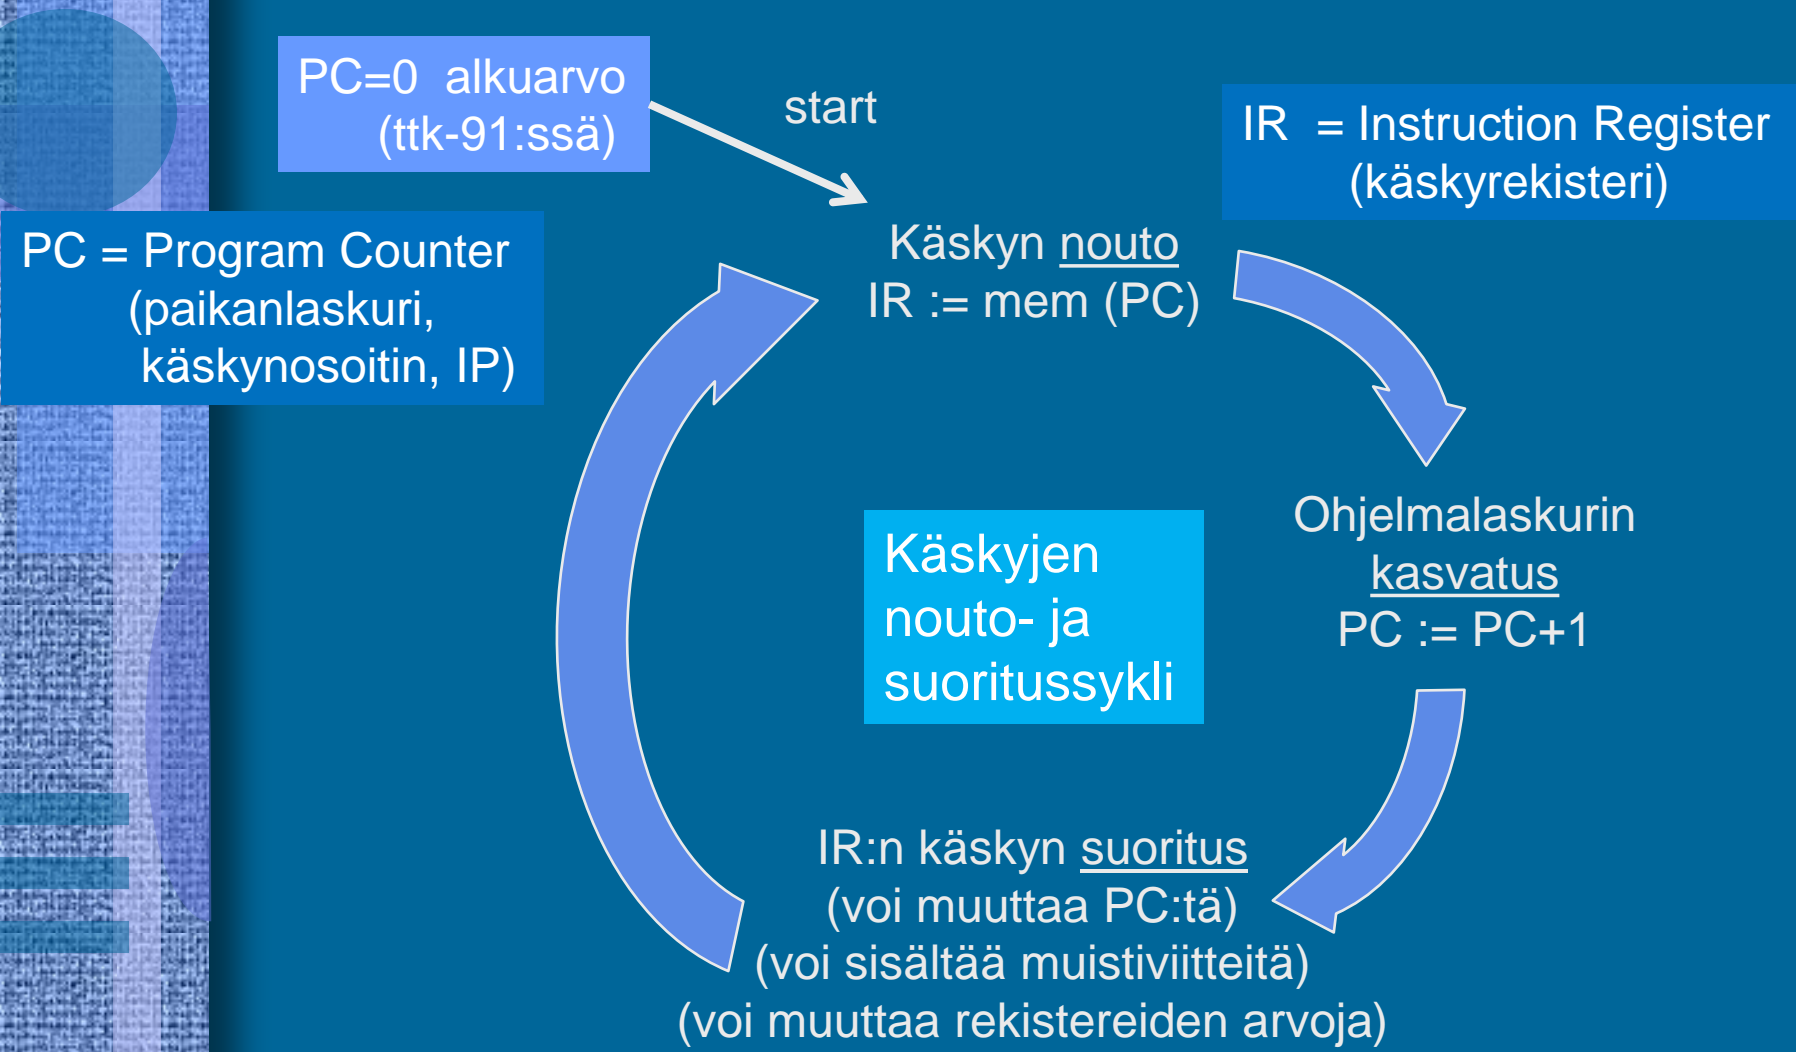 PC=0 alkuarvo
(ttk-91:ssä)
start
IR = Instruction Register
(käskyrekisteri)
PC = Program Counter
(paikanlaskuri,
käskynosoitin, IP)
Käskyn nouto
IR := mem (PC)
Ohjelmalaskurin
kasvatus
PC := PC+1
Käskyjen
nouto- ja
suoritussykli
IR:n käskyn suoritus
(voi muuttaa PC:tä)
(voi sisältää muistiviitteitä)
(voi muuttaa rekistereiden arvoja)